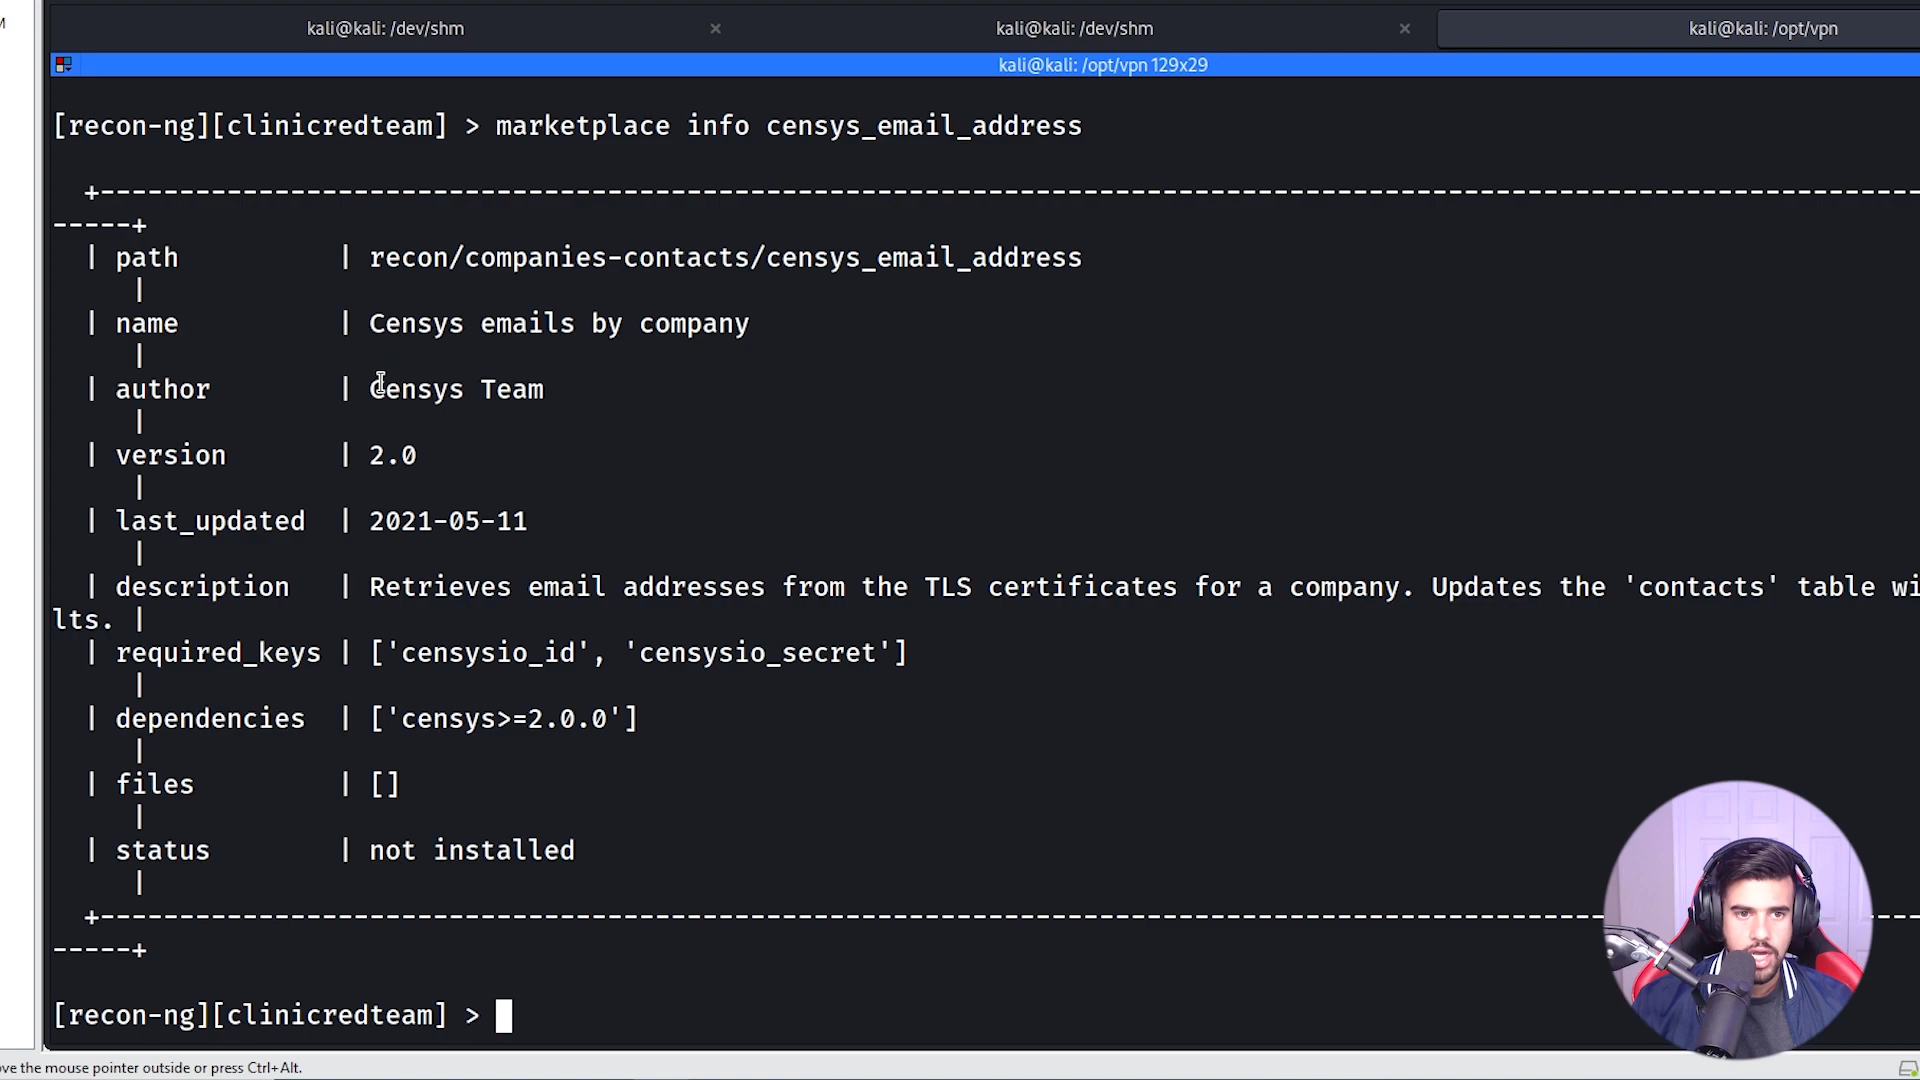 M
kali@kali: /dev/shm × kali@kali: /dev/shm × kali@kali: /opt/vpn
kali@kali: /opt/vpn 129x29
[recon-ng][clinicredteam] > marketplace info censys_email_address
+--------------------------------------------------------------------------------------------------------------------
-----+
| path | recon/companies-contacts/censys_email_address
|
| name | Censys emails by company
|
| author | Censys Team
|
| version | 2.0
|
| last_updated | 2021-05-11
|
| description | Retrieves email addresses from the TLS certificates for a company. Updates the 'contacts' table wi
lts. |
| required_keys | ['censysio_id', 'censysio_secret']
|
| dependencies | ['censys>=2.0.0']
|
| files | []
|
| status | not installed
|
+--------------------------------------------------------------------------------------------------------------------
-----+
[recon-ng][clinicredteam] >
ve the mouse pointer outside or press Ctrl+Alt.